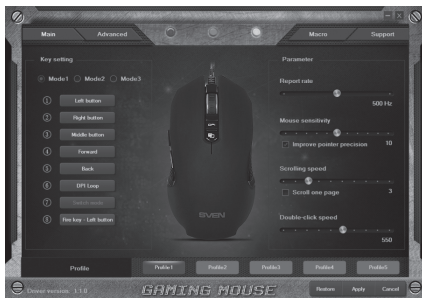 Main Advanced Macro Support
Key setting
Mode1 Mode2 Mode3
1 Left button
2 Right button
3 Middle button
4 Forward
5 Back
6 DPI Loop
7 Switch mode
8 Fire key - Left button
SVEN
Parameter
Report rate
500 Hz
Mouse sensitivity
Improve pointer precision 10
Scrolling speed
Scroll one page 3
Double-click speed
550
Profile Profile1 Profile2 Profile3 Profile4 Profile5
Driver version: 1.1.0 GAMING MOUSE Restore Apply Cancel